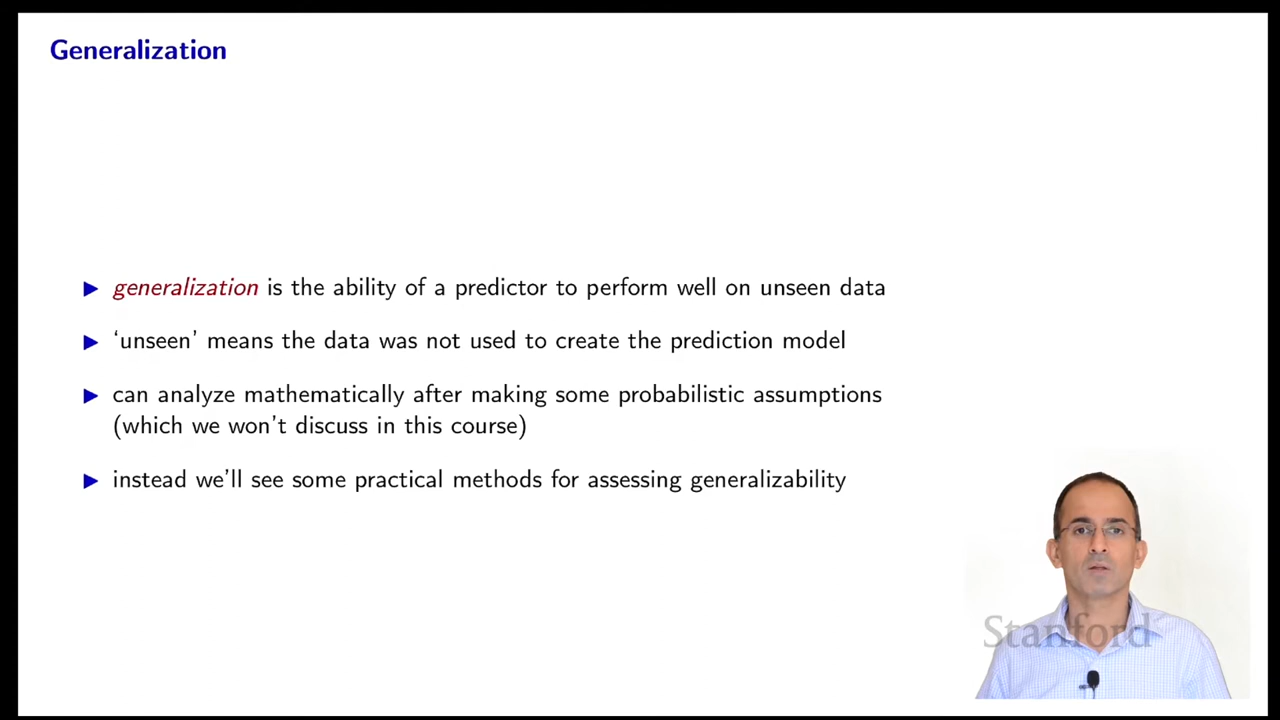 Generalization
▶ generalization is the ability of a predictor to perform well on unseen data
▶ ‘unseen’ means the data was not used to create the prediction model
▶ can analyze mathematically after making some probabilistic assumptions
(which we won't discuss in this course)
▶ instead we'll see some practical methods for assessing generalizability
Stanford